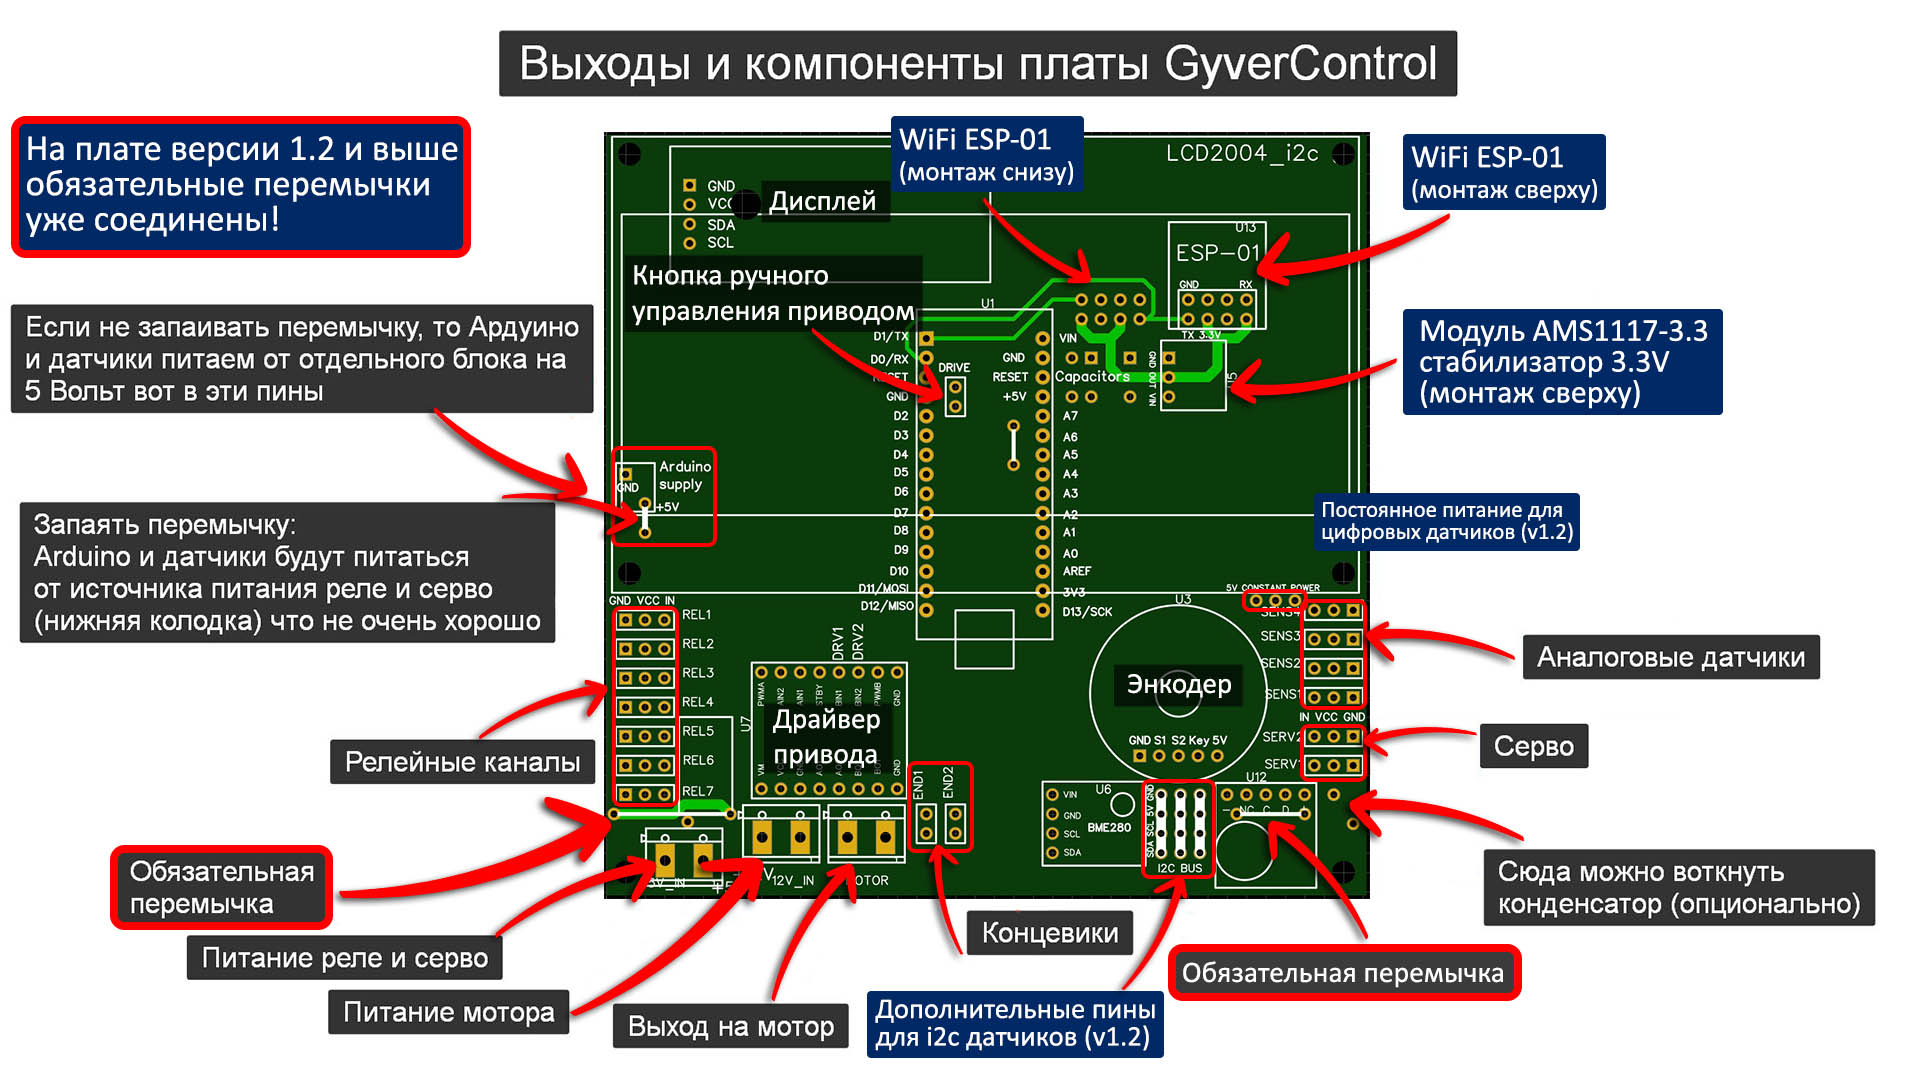 Выходы и компоненты платы GyverControl
На плате версии 1.2 и выше
обязательные перемычки
уже соединены!
WiFi ESP-01
(монтаж снизу)
LCD2004_i2c
WiFi ESP-01
(монтаж сверху)
GND
VCC
SDA
SCL
Дисплей
U13
ESP-01
GND RX
TX 3.3V
Кнопка ручного
управления приводом
Если не запаивать перемычку, то Ардуино
и датчики питаем от отдельного блока на
5 Вольт вот в эти пины
Модуль AMS1117-3.3
стабилизатор 3.3V
(монтаж сверху)
U1
D1/TX
D0/RX
RESET
GND
D2
D3
D4
D5
D6
D7
D8
D9
D10
D11/MOSI
D12/MISO
DRIVE
VIN
GND
RESET
+5V
A7
A6
A5
A4
A3
A2
A1
A0
AREF
3V3
D13/SCK
Capacitors
GND OUT VIN
Arduino
supply
GND
+5V
Запаять перемычку:
Arduino и датчики будут питаться
от источника питания реле и серво
(нижняя колодка) что не очень хорошо
Постоянное питание для
цифровых датчиков (v1.2)
5V CONSTANT POWER
GND VCC IN
REL1
REL2
REL3
REL4
REL5
REL6
REL7
DRV1
DRV2
U7
PWMA
AIN2
AIN1
STBY
BIN1
BIN2
PWMB
GND
Драйвер
привода
VM
GND
U3
Энкодер
GND S1 S2 Key 5V
SENS4
SENS3
SENS2
SENS1
IN VCC GND
SERV2
SERV1
Аналоговые датчики
Серво
Релейные каналы
END1
END2
U6
VIN
GND
SCL
SDA
BME280
GND
5V
SCL
SDA
I2C BUS
U12
- NC C D +
12V_IN
Обязательная
перемычка
Питание реле и серво
Питание мотора
Выход на мотор
Концевики
Дополнительные пины
для i2c датчиков (v1.2)
Обязательная перемычка
Сюда можно воткнуть
конденсатор (опционально)